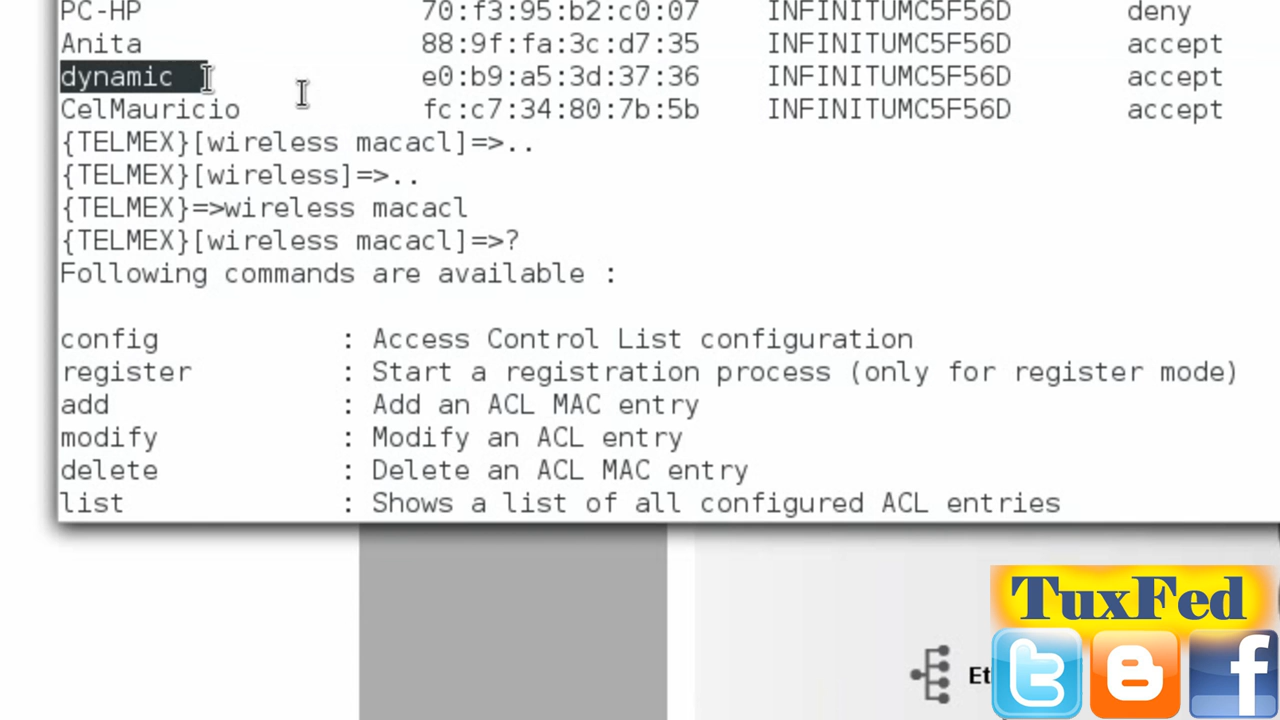 PC-HP 70:f3:95:b2:c0:07 INFINITUMC5F56D deny
Anita 88:9f:fa:3c:d7:35 INFINITUMC5F56D accept
dynamic e0:b9:a5:3d:37:36 INFINITUMC5F56D accept
CelMauricio fc:c7:34:80:7b:5b INFINITUMC5F56D accept
{TELMEX}[wireless macacl]=>..
{TELMEX}[wireless]=>..
{TELMEX}=>wireless macacl
{TELMEX}[wireless macacl]=>?
Following commands are available :
config : Access Control List configuration
register : Start a registration process (only for register mode)
add : Add an ACL MAC entry
modify : Modify an ACL entry
delete : Delete an ACL MAC entry
list : Shows a list of all configured ACL entries
TuxFed
Et